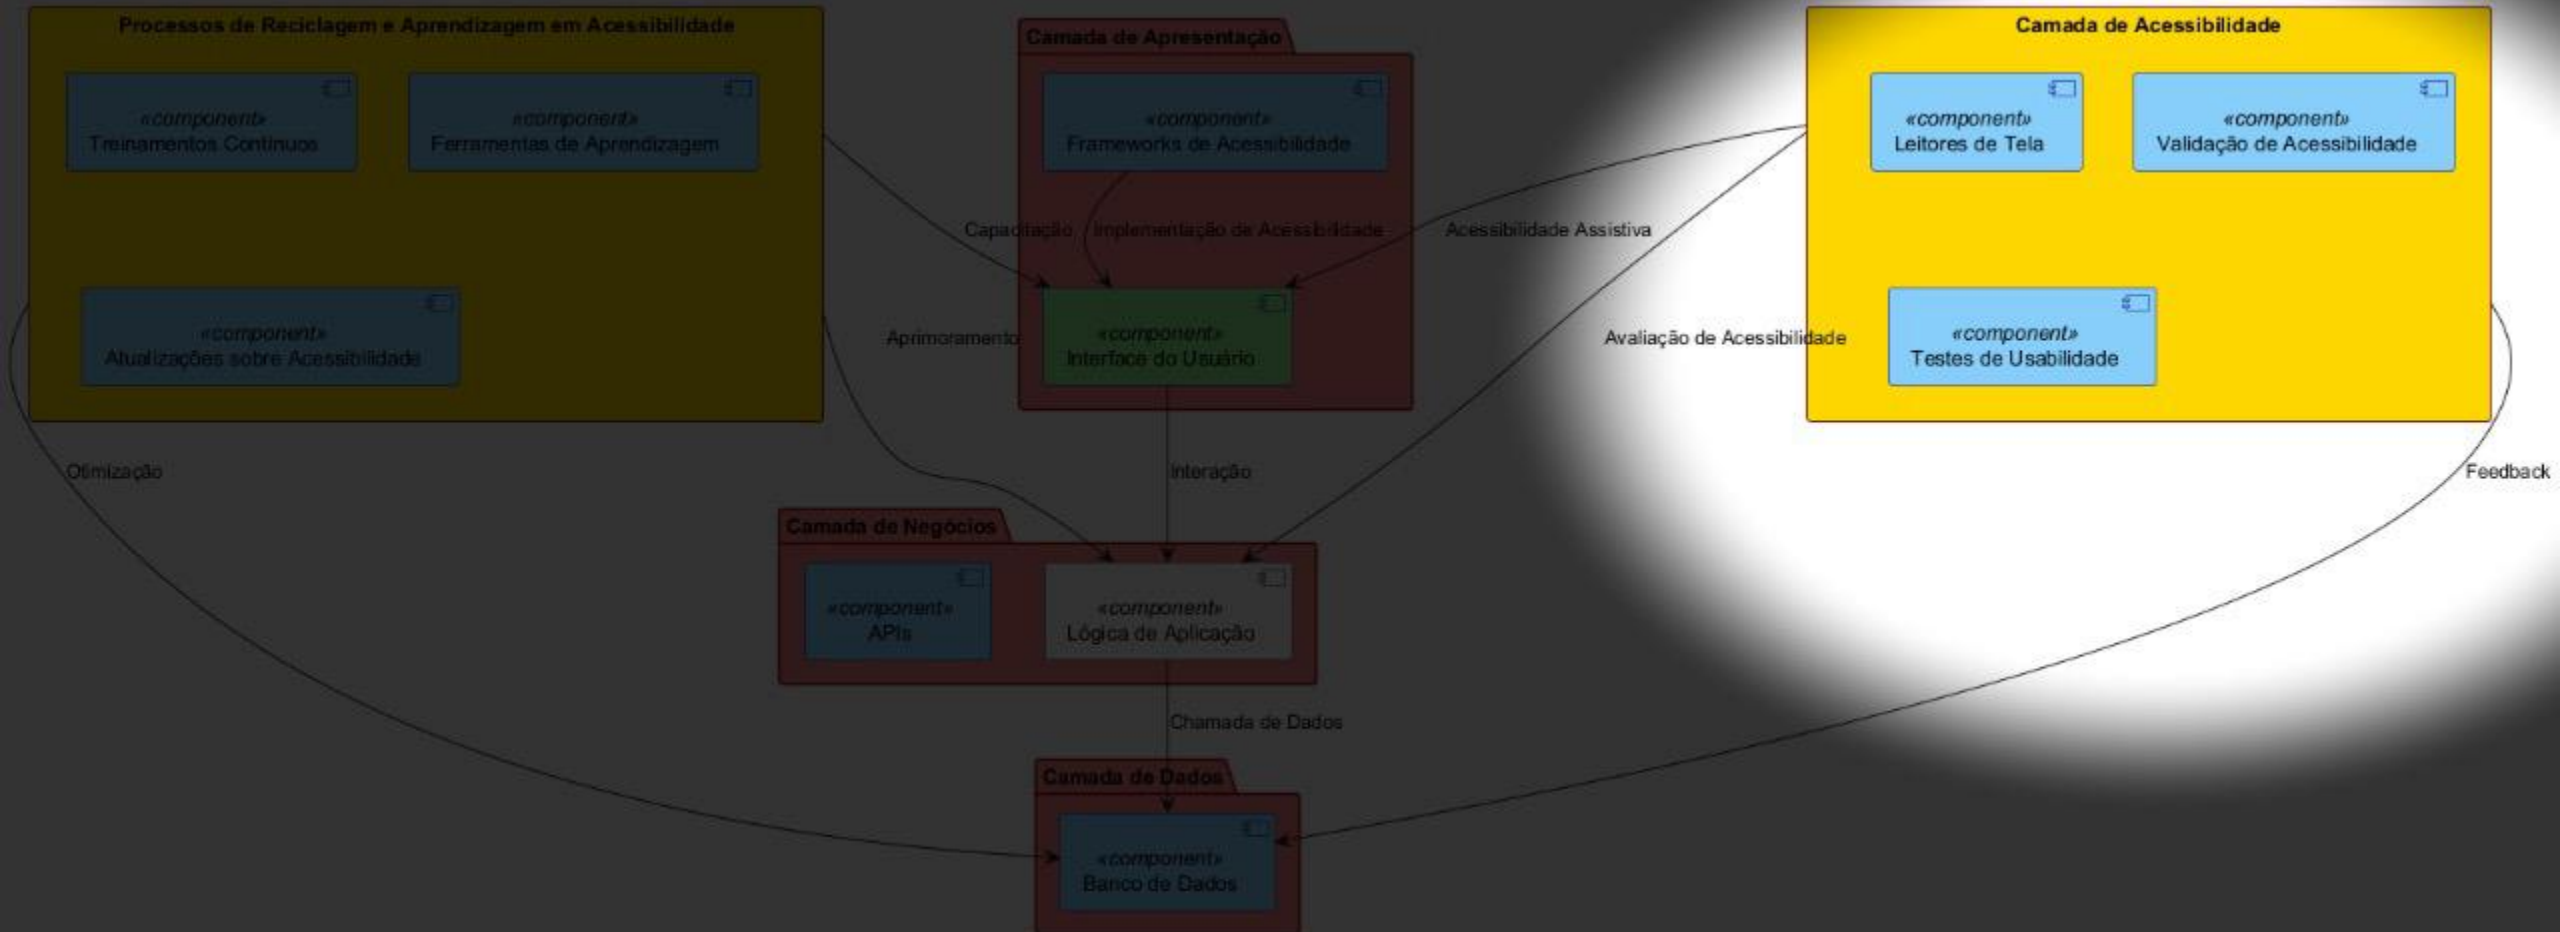 Processos de Reciclagem e Aprendizagem em Acessibilidade
«component»
Treinamentos Contínuos
«component»
Ferramentas de Aprendizagem
«component»
Atualizações sobre Acessibilidade
Camada de Apresentação
«component»
Frameworks de Acessibilidade
Capacitação
Implementação de Acessibilidade
Acessibilidade Assistiva
Aprimoramento
«component»
Interface do Usuário
Avaliação de Acessibilidade
Camada de Acessibilidade
«component»
Leitores de Tela
«component»
Validação de Acessibilidade
«component»
Testes de Usabilidade
Otimização
Interação
Feedback
Camada de Negócios
«component»
APIs
«component»
Lógica de Aplicação
Chamada de Dados
Camada de Dados
«component»
Banco de Dados